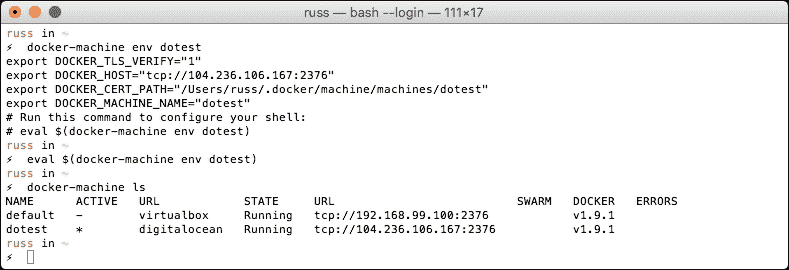 russ — bash --login — 111×17
russ in ~
⚡ docker-machine env dotest
export DOCKER_TLS_VERIFY="1"
export DOCKER_HOST="tcp://104.236.106.167:2376"
export DOCKER_CERT_PATH="/Users/russ/.docker/machine/machines/dotest"
export DOCKER_MACHINE_NAME="dotest"
# Run this command to configure your shell:
# eval $(docker-machine env dotest)
russ in ~
⚡ eval $(docker-machine env dotest)
russ in ~
⚡ docker-machine ls
NAME ACTIVE URL STATE URL SWARM DOCKER ERRORS
default - virtualbox Running tcp://192.168.99.100:2376 v1.9.1
dotest * digitalocean Running tcp://104.236.106.167:2376 v1.9.1
russ in ~
⚡